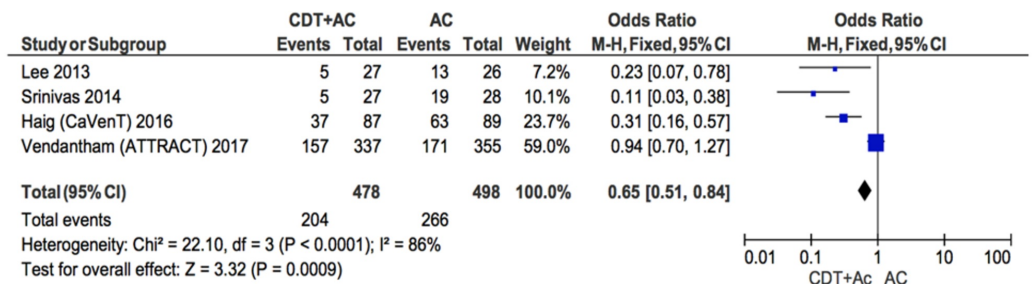 CDT+AC AC Odds Ratio Odds Ratio
Study or Subgroup Events Total Events Total Weight M-H, Fixed, 95% CI M-H, Fixed, 95% CI
Lee 2013 5 27 13 26 7.2% 0.23 [0.07, 0.78]
Srinivas 2014 5 27 19 28 10.1% 0.11 [0.03, 0.38]
Haig (CaVenT) 2016 37 87 63 89 23.7% 0.31 [0.16, 0.57]
Vendantham (ATTRACT) 2017 157 337 171 355 59.0% 0.94 [0.70, 1.27]
Total (95% CI) 478 498 100.0% 0.65 [0.51, 0.84]
Total events 204 266
Heterogeneity: Chi² = 22.10, df = 3 (P < 0.0001); I² = 86%
Test for overall effect: Z = 3.32 (P = 0.0009)
0.01 0.1 1 10 100
CDT+Ac AC